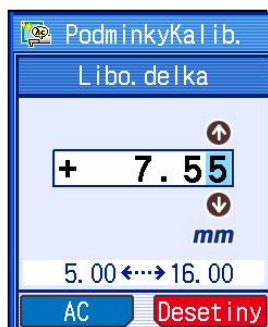 PodminkyKalib.
Libo.delka
+ 7.55
mm
5.00 ‹···› 16.00
AC Desetiny